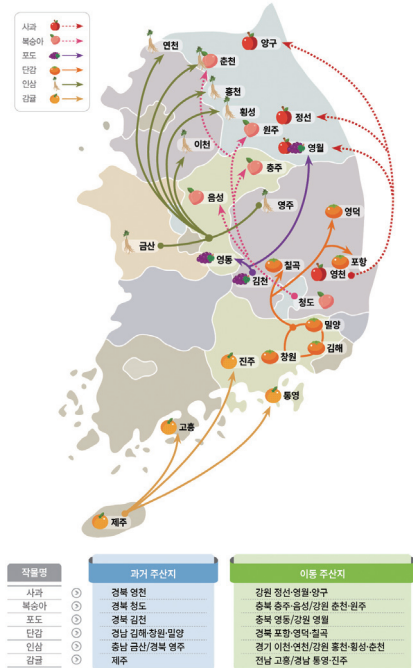 사과
복숭아
포도
단감
인삼
감귤
연천
춘천
양구
홍천
횡성
정선
원주
이천
영월
충주
음성
영주
영덕
금산
영동
칠곡
포항
김천
영천
청도
밀양
진주
창원
김해
통영
고흥
제주
작물명 과거 주산지 이동 주산지
사과 경북 영천 강원 정선·영월·양구
복숭아 경북 청도 충북 충주·음성/강원 춘천·원주
포도 경북 김천 충북 영동/강원 영월
단감 경남 김해·창원·밀양 경북 포항·영덕·칠곡
인삼 충남 금산/경북 영주 경기 이천·연천/강원 홍천·횡성·춘천
감귤 제주 전남 고흥/경남 통영·진주